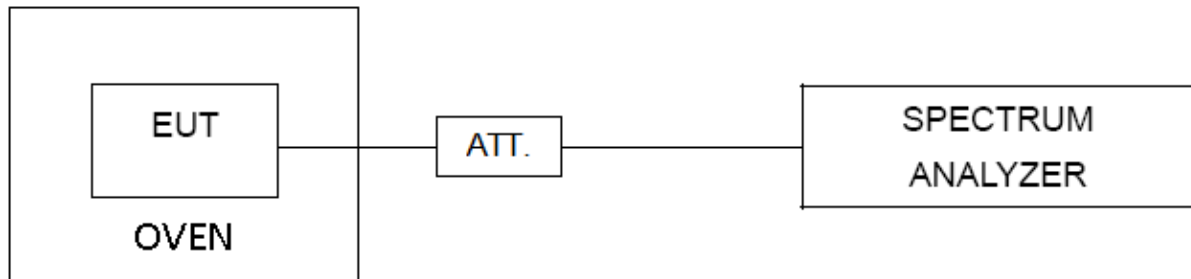 EUT
OVEN
ATT.
SPECTRUM
ANALYZER